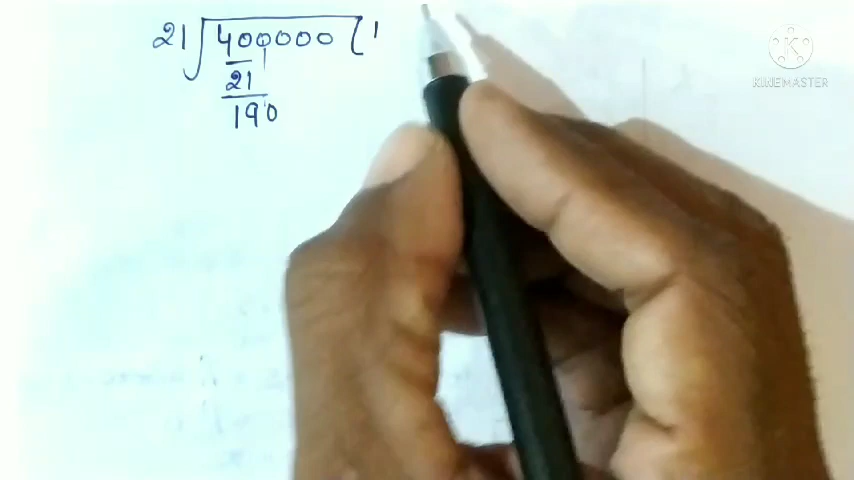 21 400000 1
21
190
K
KINEMASTER